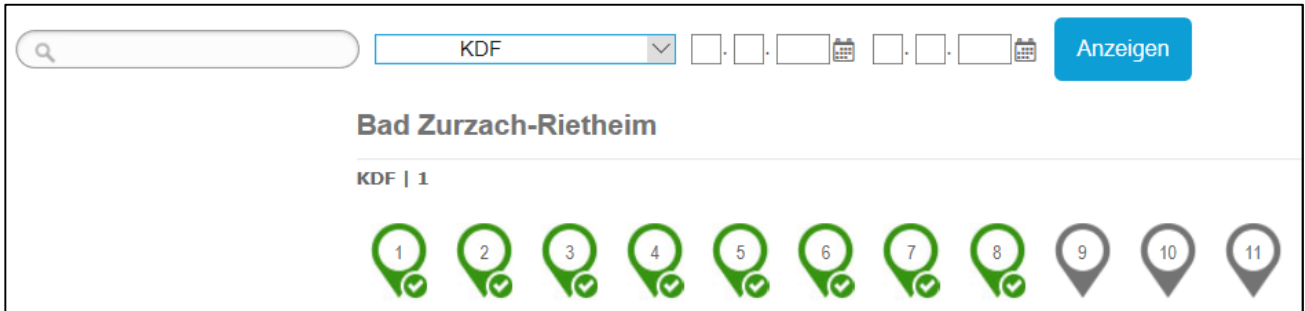 KDF . . . . Anzeigen
Bad Zurzach-Rietheim
KDF | 1
1 2 3 4 5 6 7 8 9 10 11